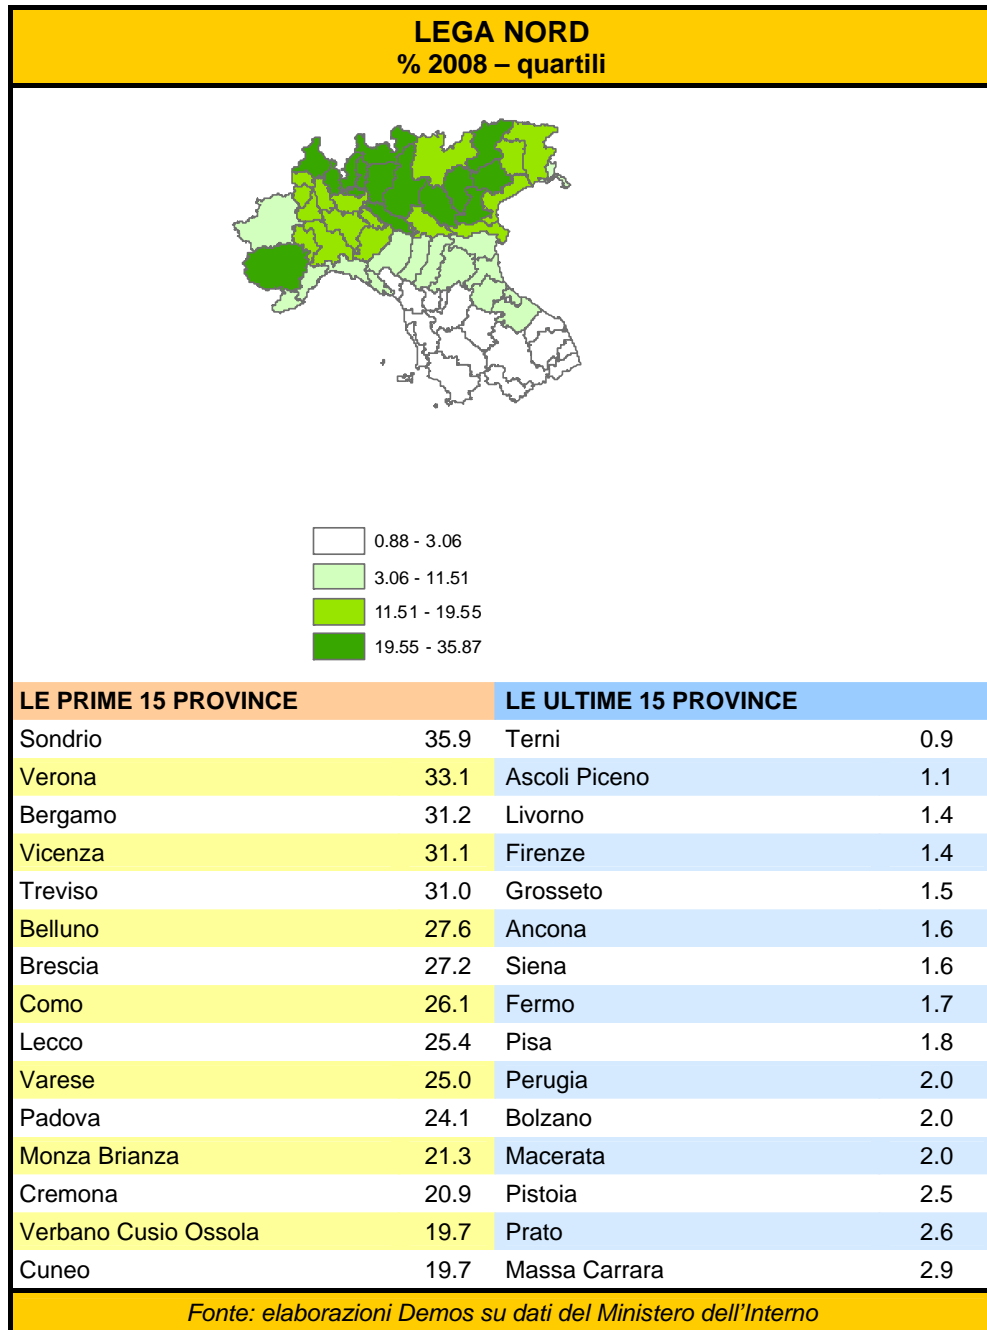 LEGA NORD
% 2008 – quartili
0.88 - 3.06
3.06 - 11.51
11.51 - 19.55
19.55 - 35.87
LE PRIME 15 PROVINCE LE ULTIME 15 PROVINCE
Sondrio 35.9 Terni 0.9
Verona 33.1 Ascoli Piceno 1.1
Bergamo 31.2 Livorno 1.4
Vicenza 31.1 Firenze 1.4
Treviso 31.0 Grosseto 1.5
Belluno 27.6 Ancona 1.6
Brescia 27.2 Siena 1.6
Como 26.1 Fermo 1.7
Lecco 25.4 Pisa 1.8
Varese 25.0 Perugia 2.0
Padova 24.1 Bolzano 2.0
Monza Brianza 21.3 Macerata 2.0
Cremona 20.9 Pistoia 2.5
Verbano Cusio Ossola 19.7 Prato 2.6
Cuneo 19.7 Massa Carrara 2.9
Fonte: elaborazioni Demos su dati del Ministero dell'Interno